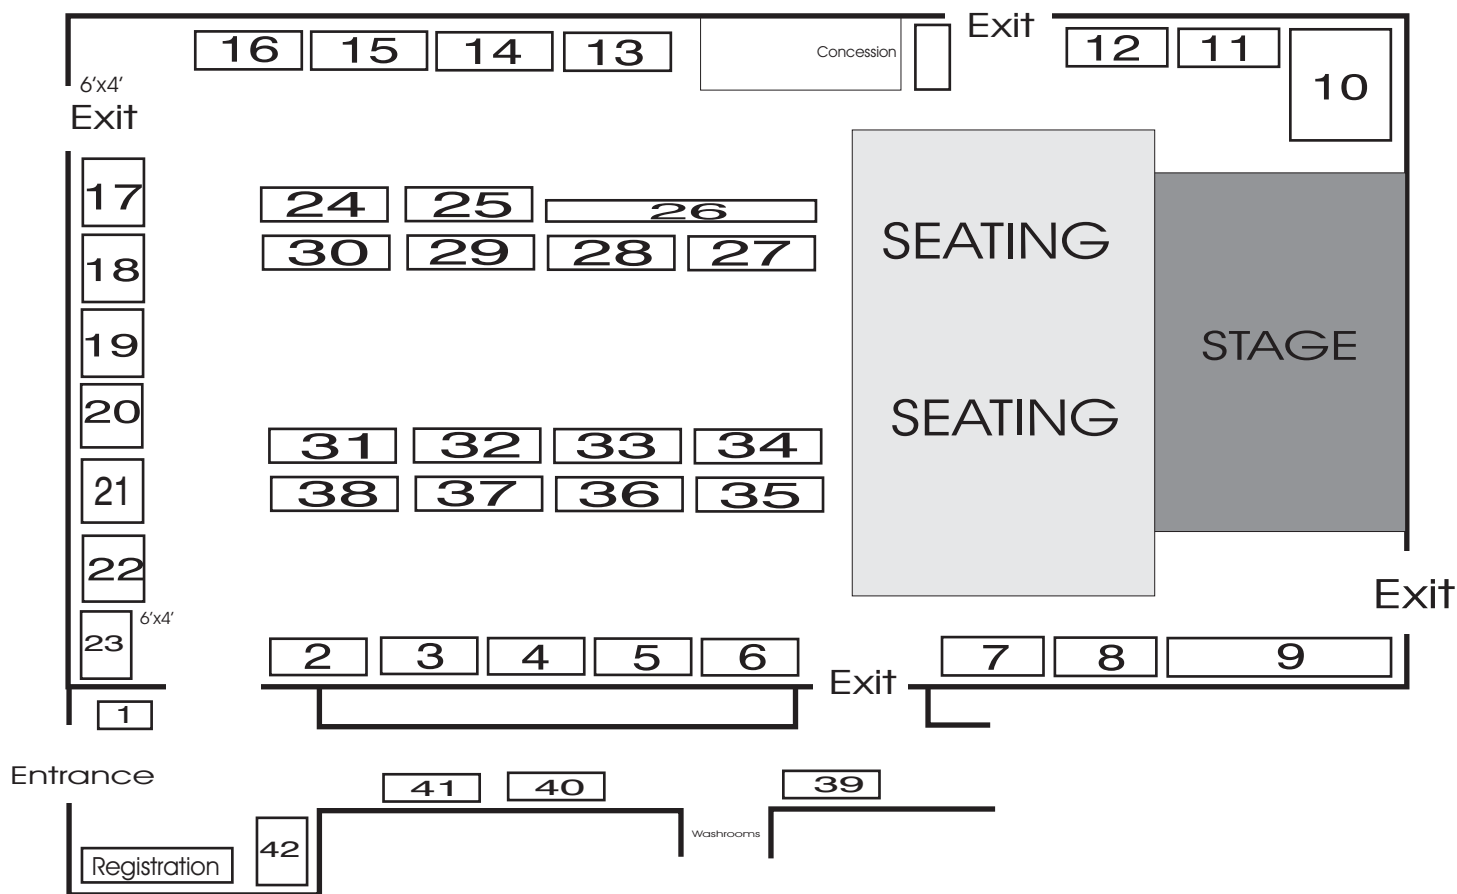 Exit
16 15 14 13 Concession 12 11
10
6'x4'
Exit
17 24 25 26
SEATING
30 29 28 27
18
19 STAGE
20 SEATING
31 32 33 34
21 38 37 36 35
22
Exit
6'x4'
23 2 3 4 5 6 7 8 9
Exit
1
Entrance
41 40 39
Washrooms
42
Registration